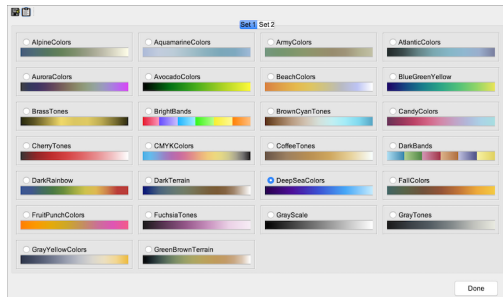 Set 1 Set 2
AlpineColors AquamarineColors ArmyColors AtlanticColors
AuroraColors AvocadoColors BeachColors BlueGreenYellow
BrassTones BrightBands BrownCyanTones CandyColors
CherryTones CMYKColors CoffeeTones DarkBands
DarkRainbow DarkTerrain DeepSeaColors FallColors
FruitPunchColors FuchsiaTones GrayScale GrayTones
GrayYellowColors GreenBrownTerrain
Done